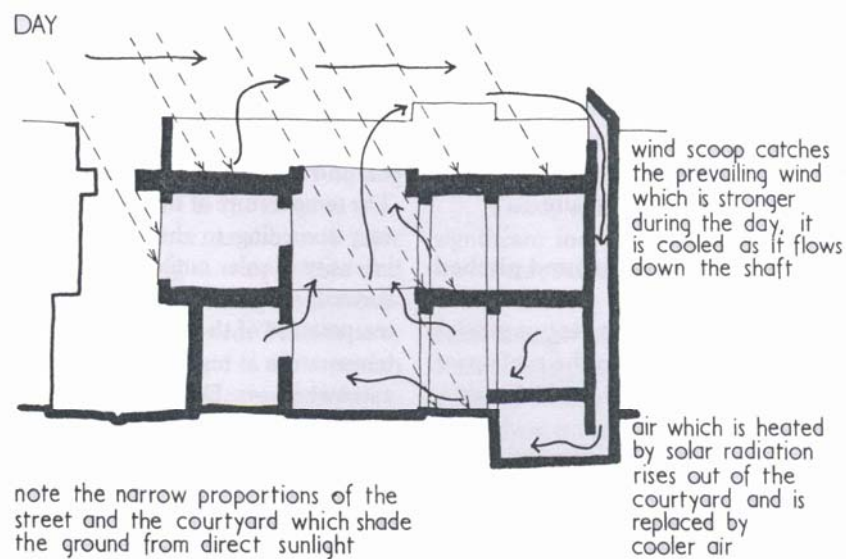 DAY
wind scoop catches
the prevailing wind
which is stronger
during the day, it
is cooled as it flows
down the shaft
air which is heated
by solar radiation
rises out of the
courtyard and is
replaced by
cooler air
note the narrow proportions of the
street and the courtyard which shade
the ground from direct sunlight